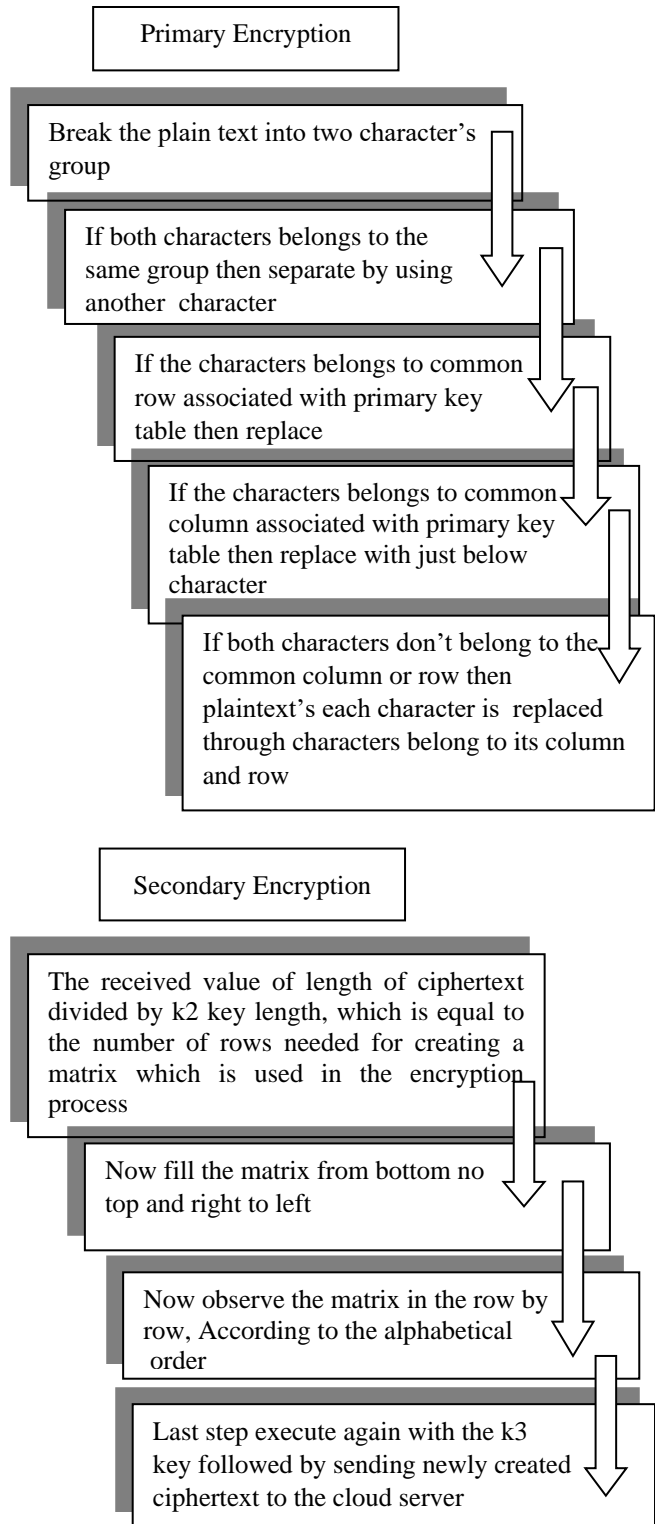 Primary Encryption
Break the plain text into two character’s
group
If both characters belongs to the
same group then separate by using
another character
If the characters belongs to common
row associated with primary key
table then replace
If the characters belongs to common
column associated with primary key
table then replace with just below
character
If both characters don’t belong to the
common column or row then
plaintext’s each character is replaced
through characters belong to its column
and row
Secondary Encryption
The received value of length of ciphertext
divided by k2 key length, which is equal to
the number of rows needed for creating a
matrix which is used in the encryption
process
Now fill the matrix from bottom no
top and right to left
Now observe the matrix in the row by
row, According to the alphabetical
order
Last step execute again with the k3
key followed by sending newly created
ciphertext to the cloud server